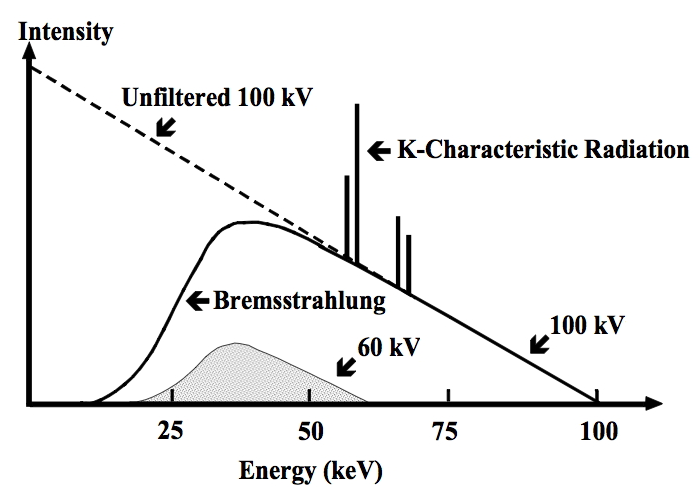 Intensity
Unfiltered 100 kV
K-Characteristic Radiation
Bremsstrahlung
100 kV
60 kV
25 50 75 100
Energy (keV)